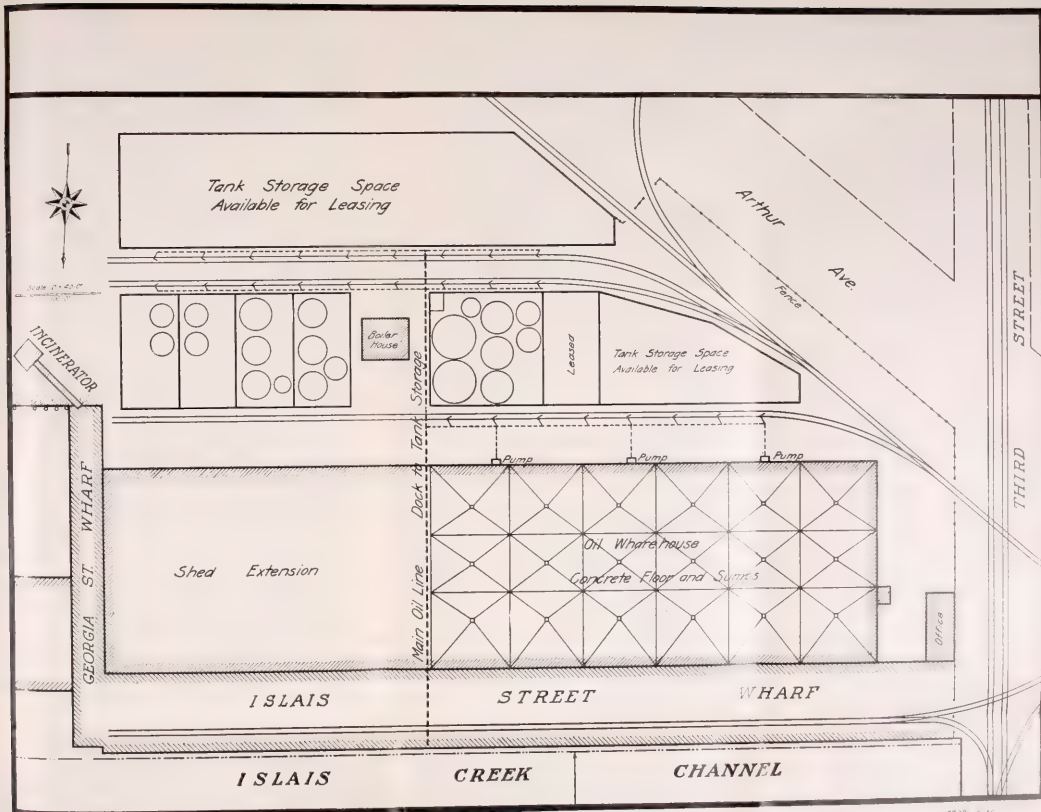 Tank Storage Space
Available for Leasing
Arthur
Ave.
Fence
STREET
THIRD
INCINERATOR
Boiler
House
Leased
Tank Storage Space
Available for Leasing
Main Oil Line Dock to Tank Storage
Pump
Pump
Pump
GEORGIA ST. WHARF
Shed Extension
Oil Wharehouse
Concrete Floor and Sumps
Office
ISLAIS STREET WHARF
ISLAIS CREEK CHANNEL